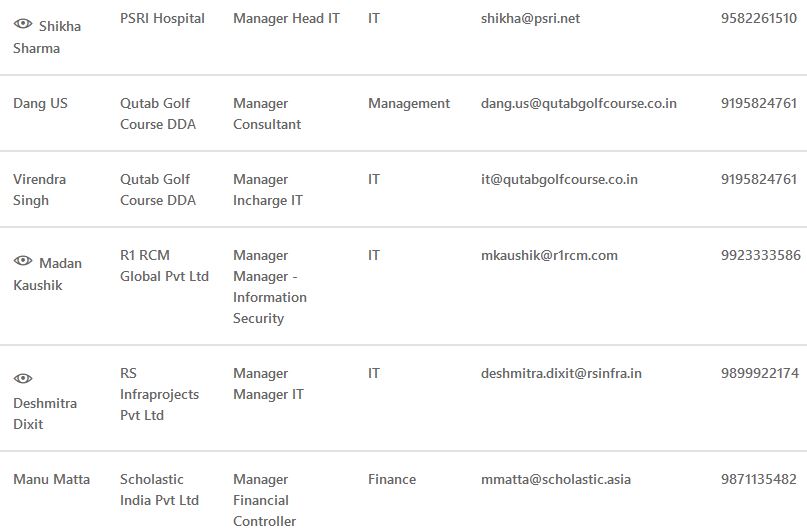 Shikha Sharma PSRI Hospital Manager Head IT IT shikha@psri.net 9582261510
Dang US Qutab Golf Course DDA Manager Consultant Management dang.us@qutabgolfcourse.co.in 9195824761
Virendra Singh Qutab Golf Course DDA Manager Incharge IT IT it@qutabgolfcourse.co.in 9195824761
Madan Kaushik R1 RCM Global Pvt Ltd Manager Manager - Information Security IT mkaushik@r1rcm.com 9923333586
Deshmitra Dixit RS Infraprojects Pvt Ltd Manager Manager IT IT deshmitra.dixit@rsinfra.in 9899922174
Manu Matta Scholastic India Pvt Ltd Manager Financial Controller Finance mmatta@scholastic.asia 9871135482